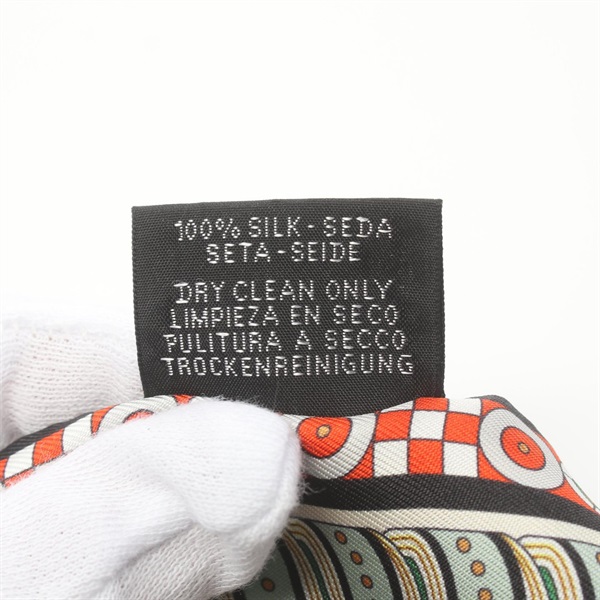 100% SILK - SEDA
SETA - SEIDE
DRY CLEAN ONLY
LIMPIEZA EN SECO
PULITURA A SECCO
TROCKENREINIGUNG